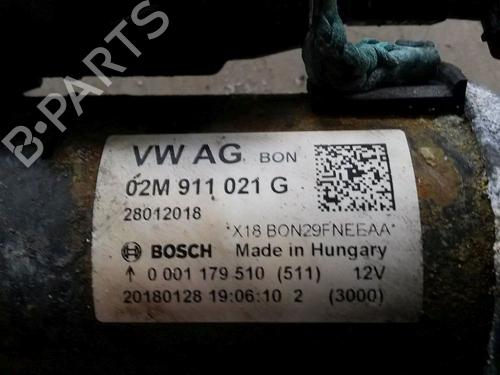 VW AG BON
02M 911 021 G
28012018
*X18 BON29FNEEAA*
BOSCH Made in Hungary
↑ 0 001 179 510 (511) 12V
20180128 19:06:10 2 (3000)
B-PARTS